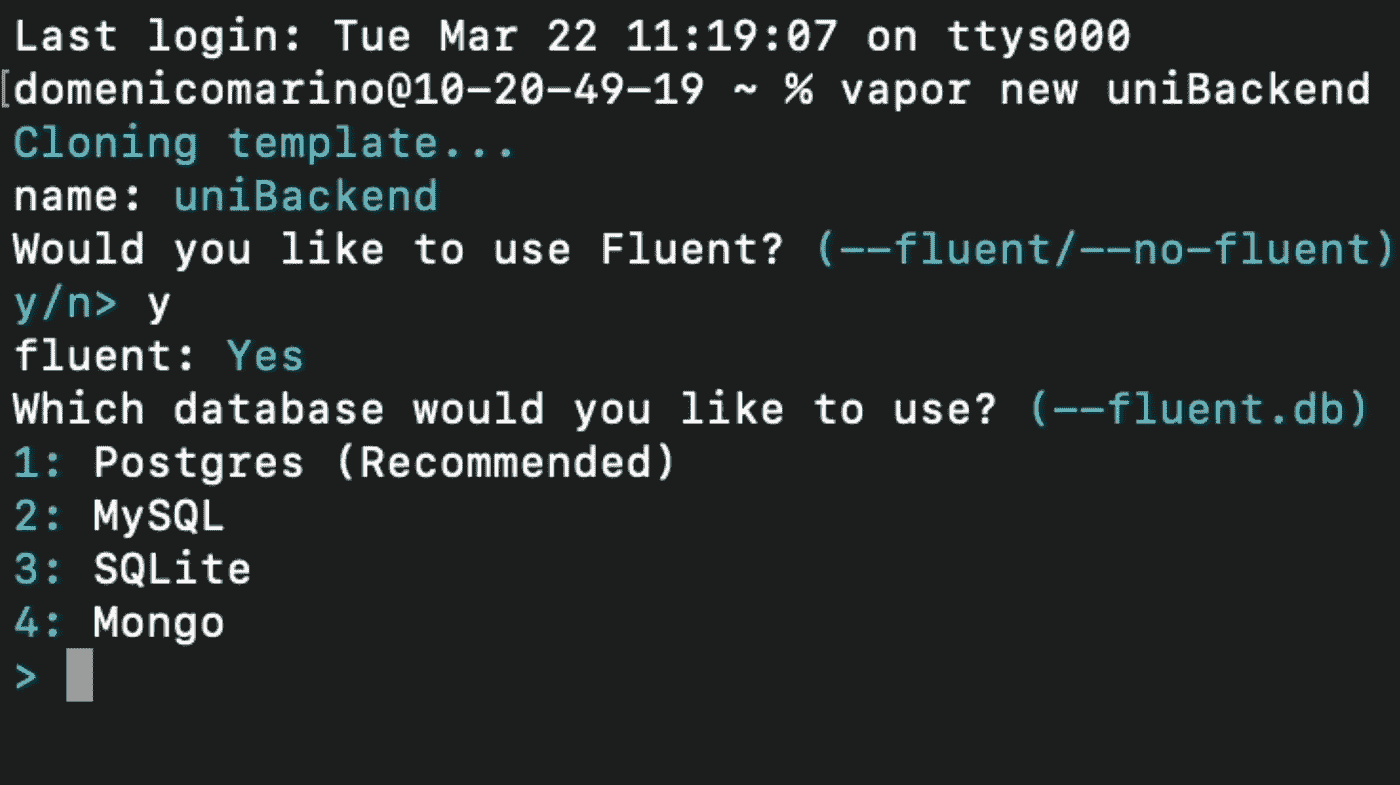 Last login: Tue Mar 22 11:19:07 on ttys000
[domenicomarino@10-20-49-19 ~ % vapor new uniBackend
Cloning template...
name: uniBackend
Would you like to use Fluent? (--fluent/--no-fluent)
y/n> y
fluent: Yes
Which database would you like to use? (--fluent.db)
1: Postgres (Recommended)
2: MySQL
3: SQLite
4: Mongo
>